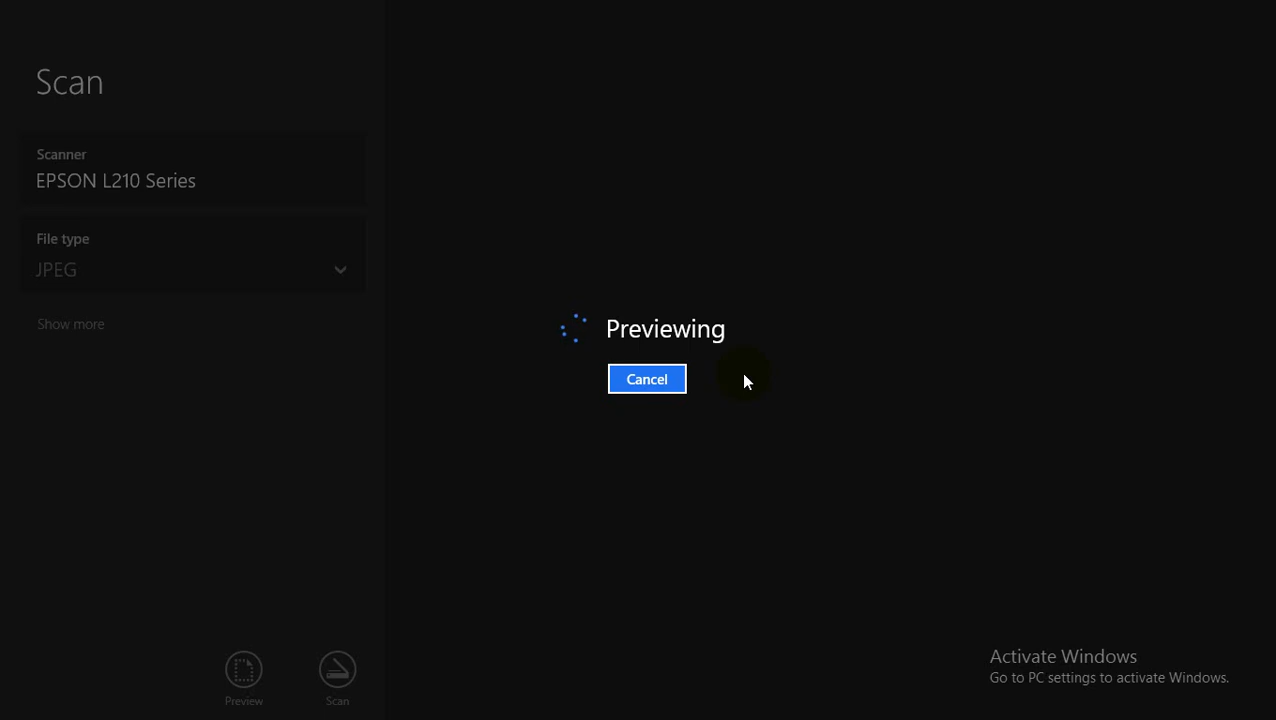 Scan
Scanner
EPSON L210 Series
File type
JPEG
Show more
Previewing
Cancel
Preview
Scan
Activate Windows
Go to PC settings to activate Windows.